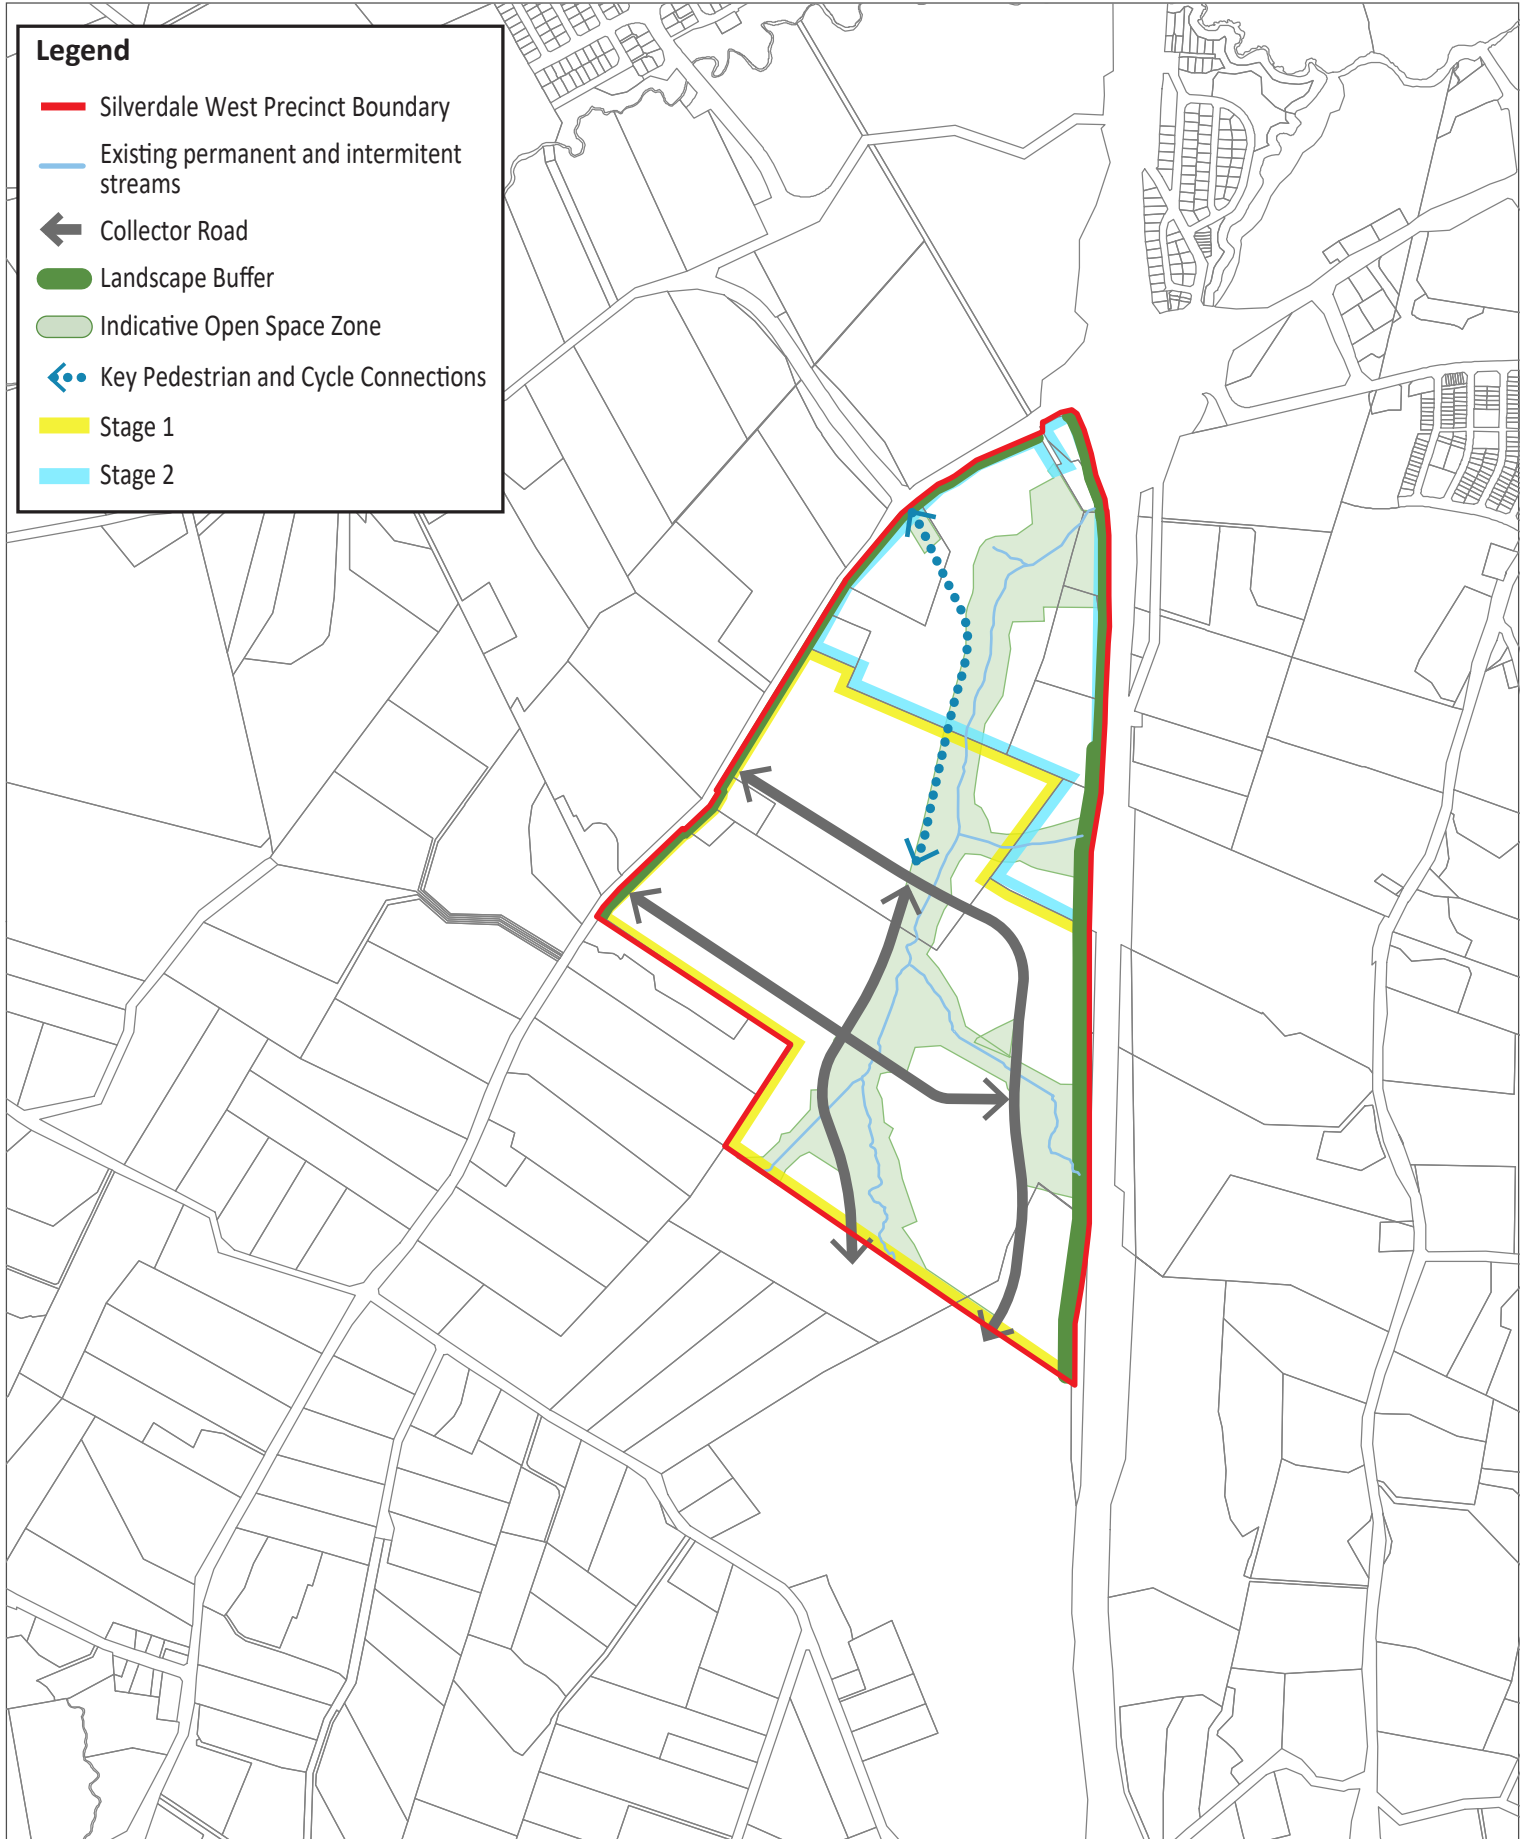 Legend
Silverdale West Precinct Boundary
Existing permanent and intermitent
streams
Collector Road
Landscape Buffer
Indicative Open Space Zone
Key Pedestrian and Cycle Connections
Stage 1
Stage 2